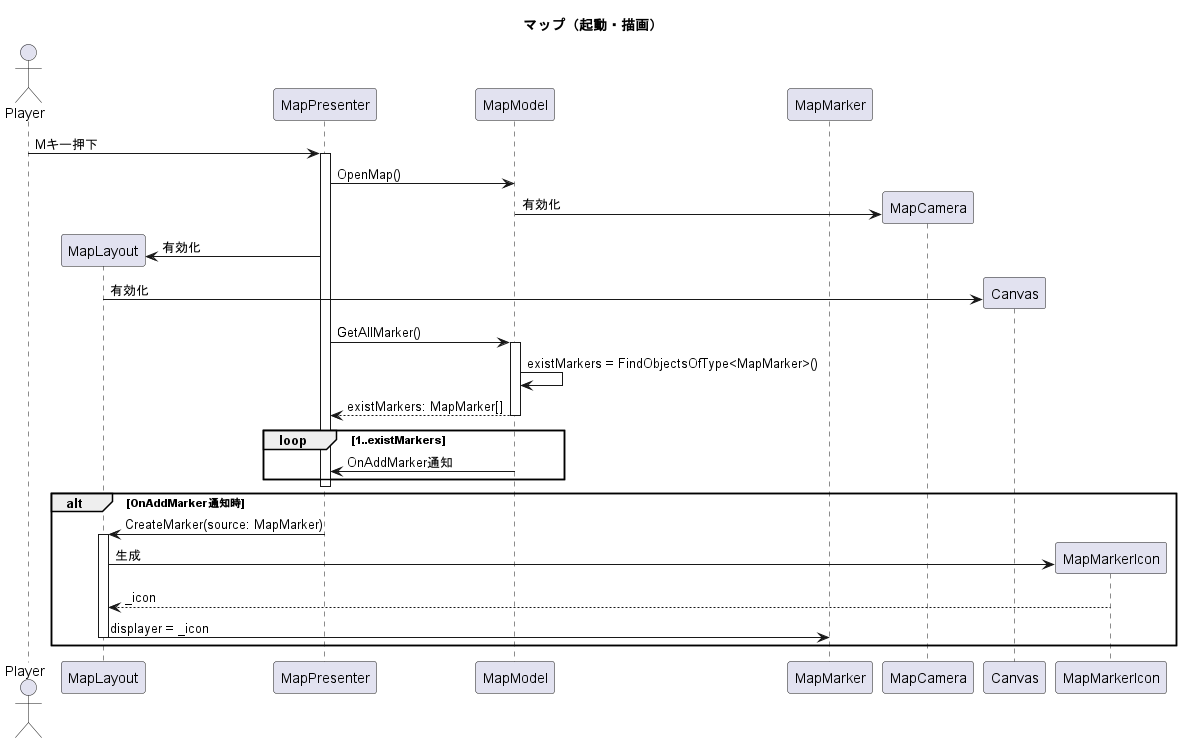 マップ（起動・描画）
Player
MapPresenter
MapModel
MapMarker
Mキー押下
OpenMap()
有効化
MapCamera
MapLayout
有効化
有効化
Canvas
GetAllMarker()
existMarkers = FindObjectsOfType<MapMarker>()
existMarkers: MapMarker[]
loop [1..existMarkers]
OnAddMarker通知
alt [OnAddMarker通知時]
CreateMarker(source: MapMarker)
生成
MapMarkerIcon
_icon
displayer = _icon
Player
MapLayout
MapPresenter
MapModel
MapMarker
MapCamera
Canvas
MapMarkerIcon